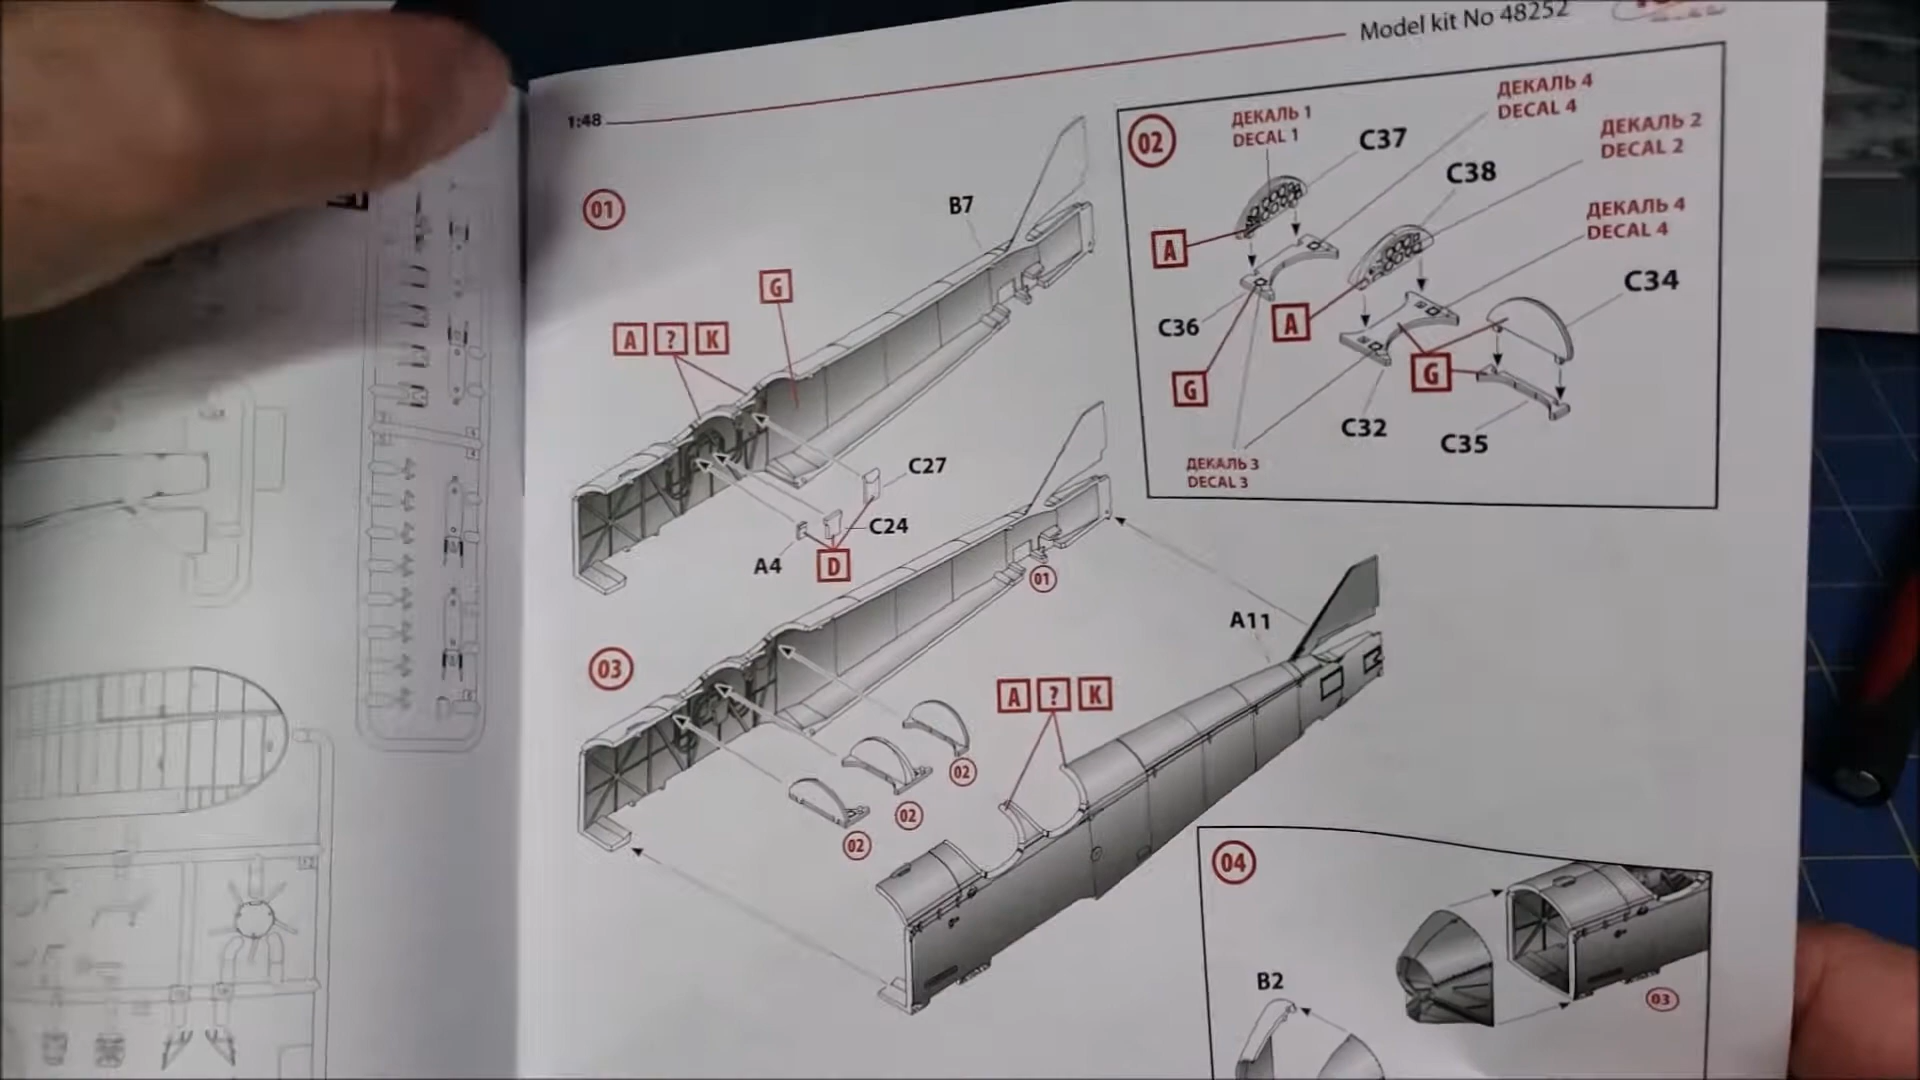 Model kit No 48252
1:48
01
B7
G
A ? K
C27
C24
A4
D
02
ДЕКАЛЬ 1
DECAL 1
C37
ДЕКАЛЬ 4
DECAL 4
ДЕКАЛЬ 2
DECAL 2
C38
ДЕКАЛЬ 4
DECAL 4
A
C36
A
C34
G
G
C32
C35
ДЕКАЛЬ 3
DECAL 3
03
01
A11
A ? K
02
02
02
04
B2
03